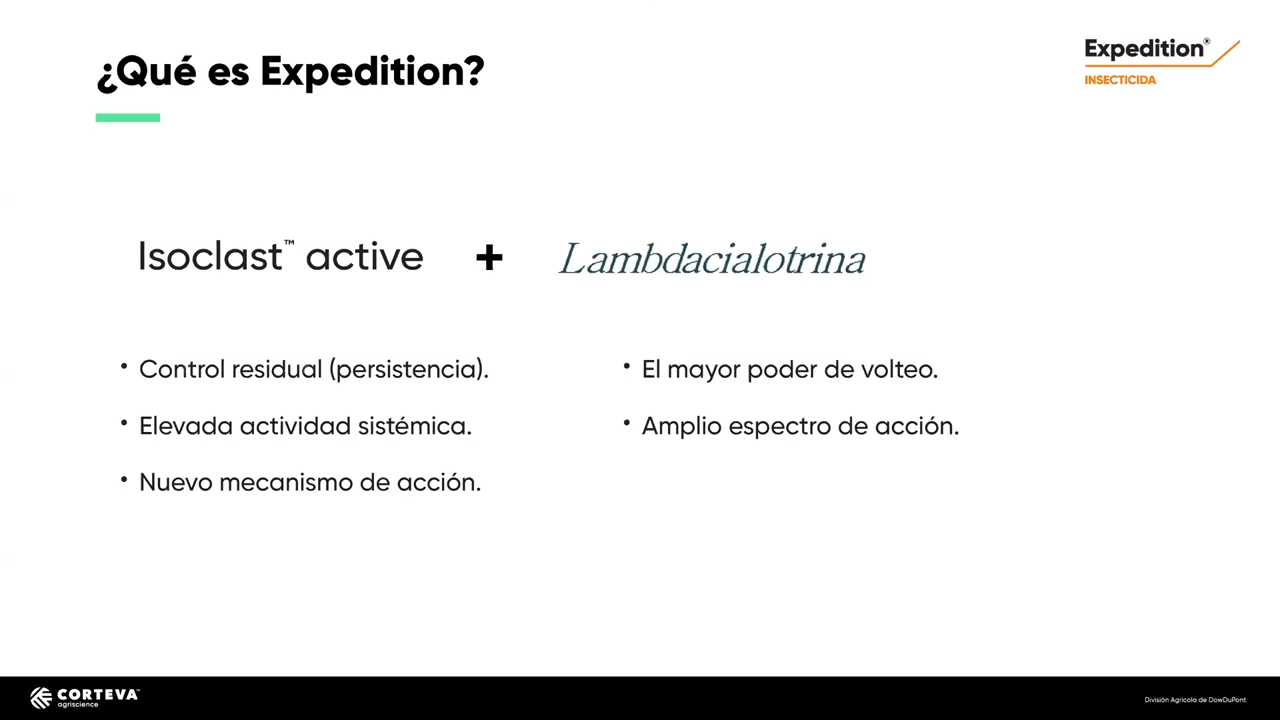 ¿Qué es Expedition?
Expedition®
INSECTICIDA
Isoclast™ active + Lambdacialotrina
• Control residual (persistencia).
• Elevada actividad sistémica.
• Nuevo mecanismo de acción.
• El mayor poder de volteo.
• Amplio espectro de acción.
CORTEVA™
agriscience
División Agrícola de DowDuPont